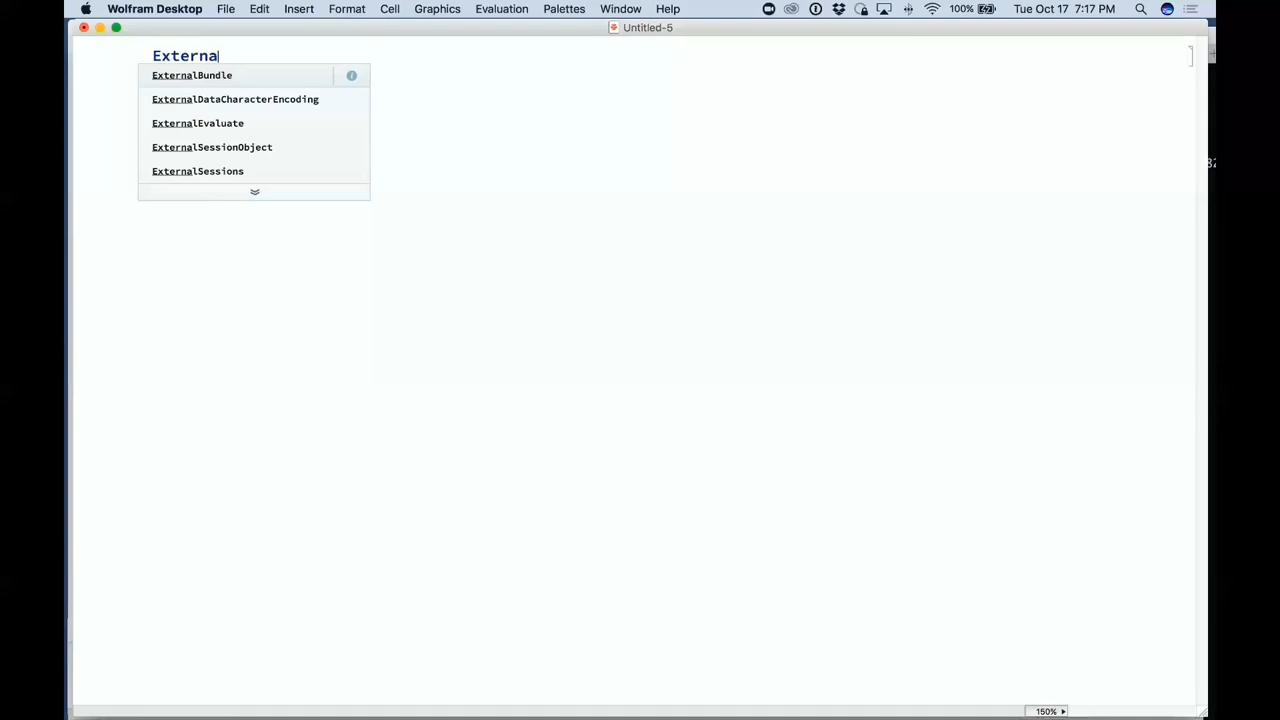 Wolfram Desktop File Edit Insert Format Cell Graphics Evaluation Palettes Window Help 100% Tue Oct 17 7:17 PM
Untitled-5
Externa
ExternalBundle
ExternalDataCharacterEncoding
ExternalEvaluate
ExternalSessionObject
ExternalSessions
150%